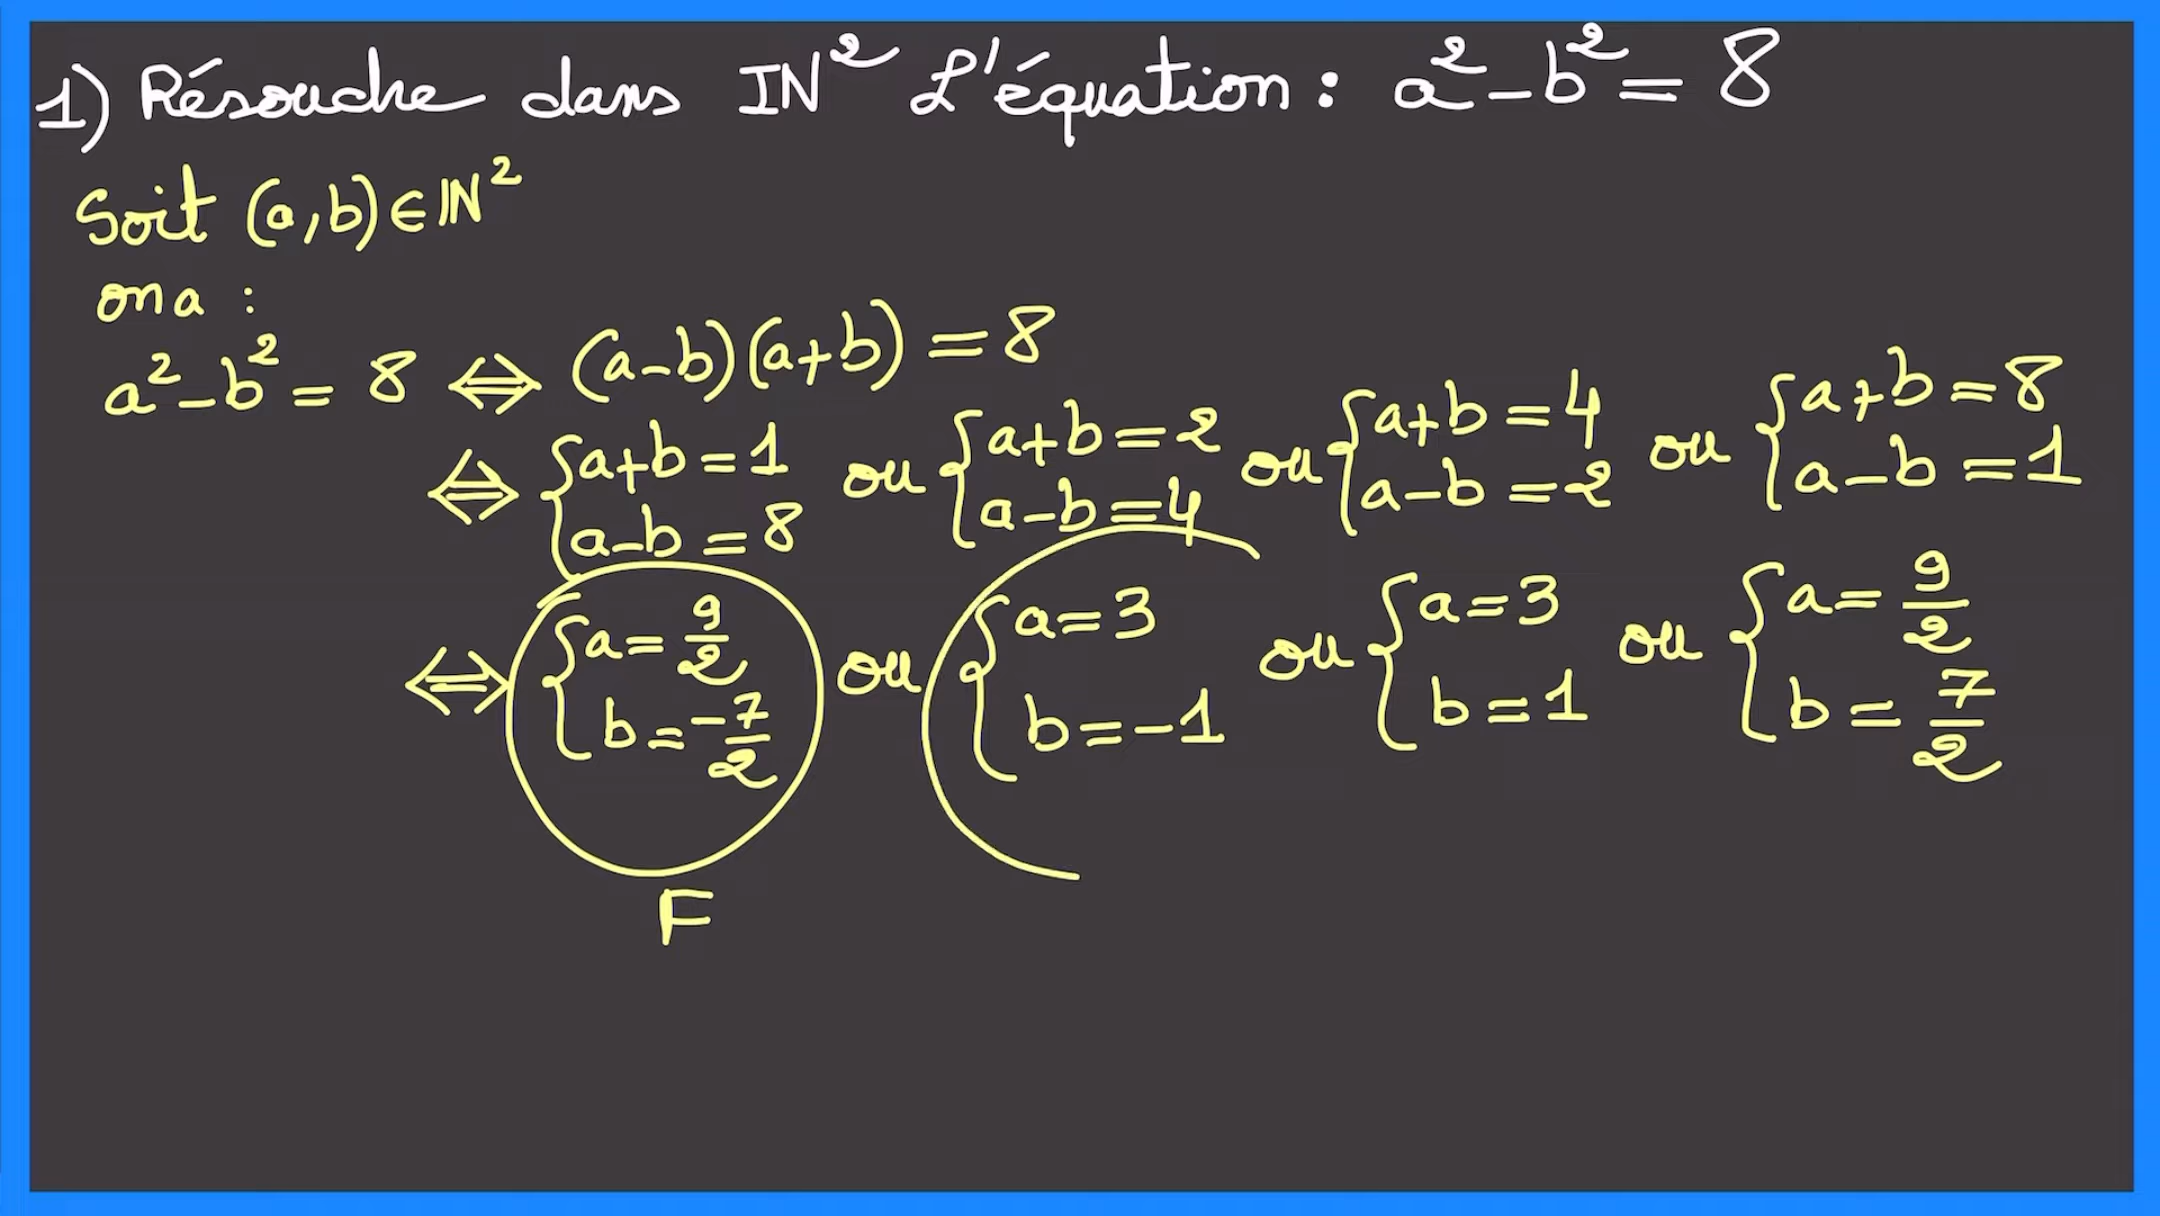 1) Résoudre dans IN² L'équation : a² - b² = 8
Soit (a,b) ∈ IN²
on a :
a² - b² = 8 ⟺ (a-b)(a+b) = 8
⟺ { a+b = 1 a-b = 8 ou { a+b = 2 a-b = 4 ou { a+b = 4 a-b = 2 ou { a+b = 8 a-b = 1
⟺ { a = 9/2 b = -7/2 ou { a = 3 b = -1 ou { a = 3 b = 1 ou { a = 9/2 b = 7/2
F